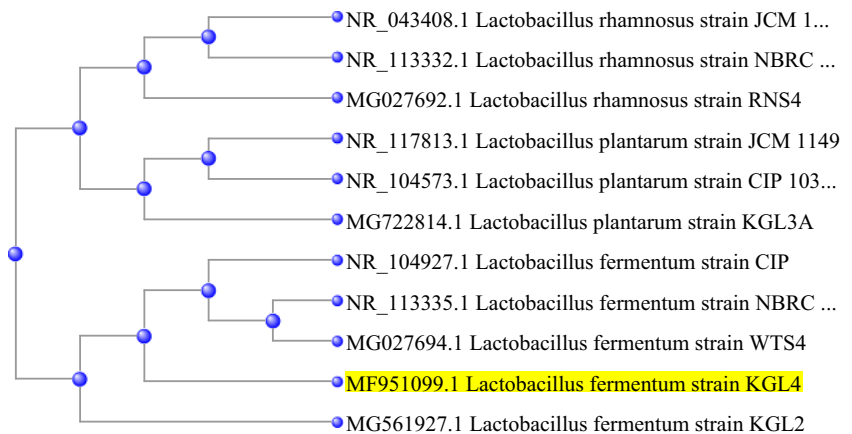 NR_043408.1 Lactobacillus rhamnosus strain JCM 1...
NR_113332.1 Lactobacillus rhamnosus strain NBRC ...
MG027692.1 Lactobacillus rhamnosus strain RNS4
NR_117813.1 Lactobacillus plantarum strain JCM 1149
NR_104573.1 Lactobacillus plantarum strain CIP 103...
MG722814.1 Lactobacillus plantarum strain KGL3A
NR_104927.1 Lactobacillus fermentum strain CIP
NR_113335.1 Lactobacillus fermentum strain NBRC ...
MG027694.1 Lactobacillus fermentum strain WTS4
MF951099.1 Lactobacillus fermentum strain KGL4
MG561927.1 Lactobacillus fermentum strain KGL2